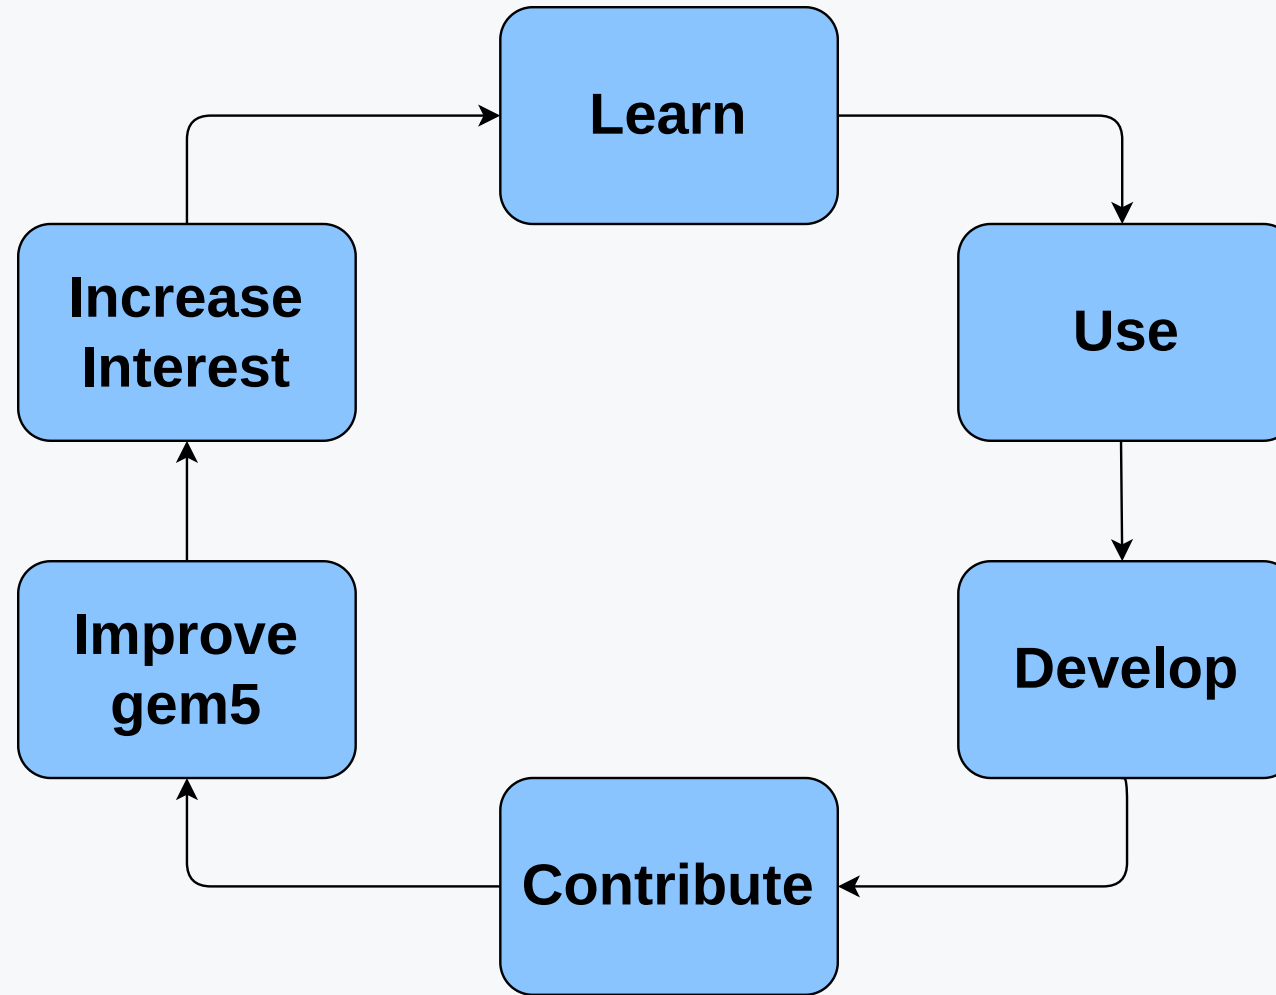 Learn
Use
Develop
Contribute
Improve
gem5
Increase
Interest